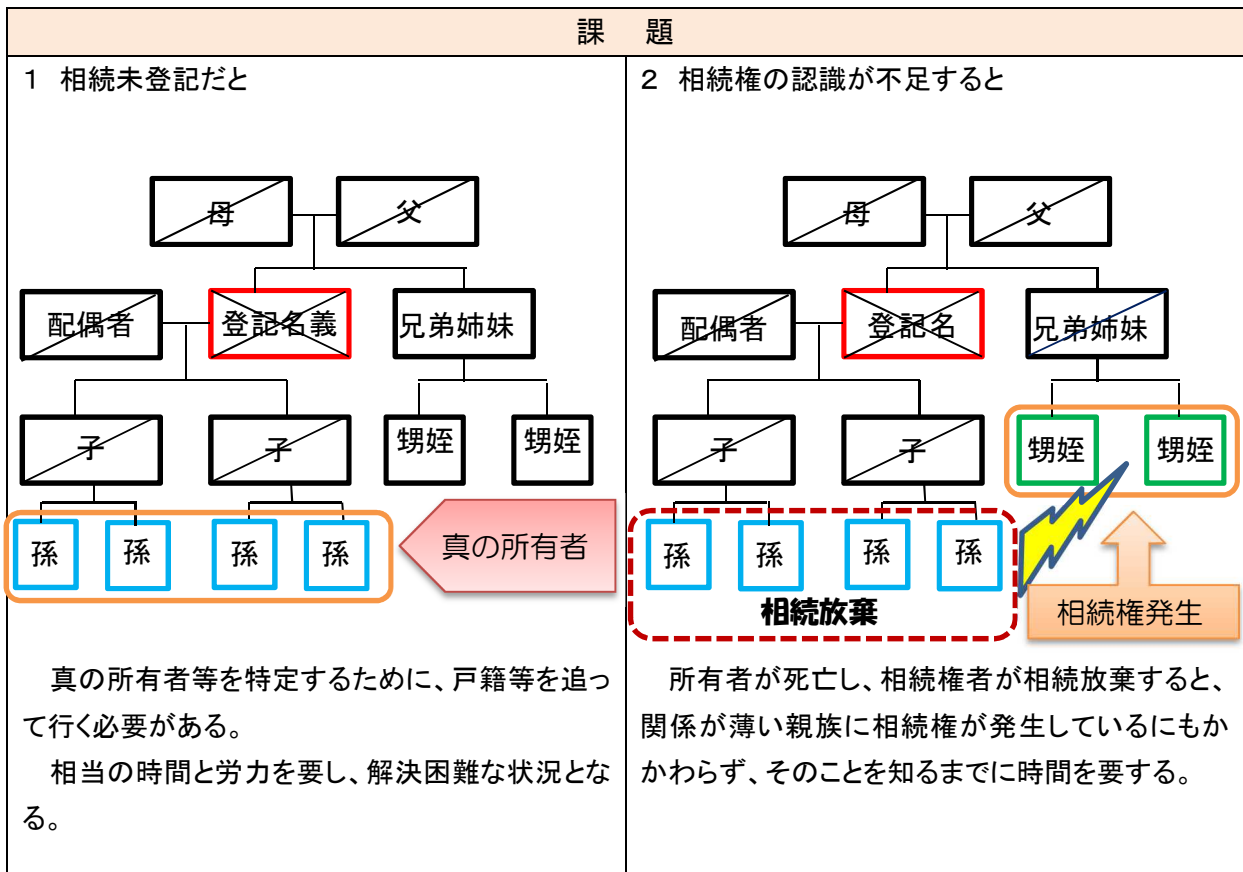 課 題
1 相続未登記だと
母 父
配偶者 登記名義 兄弟姉妹
子 子 甥姪 甥姪
孫 孫 孫 孫 真の所有者
真の所有者等を特定するために、戸籍等を追っ
て行く必要がある。
相当の時間と労力を要し、解決困難な状況とな
る。
2 相続権の認識が不足すると
母 父
配偶者 登記名 兄弟姉妹
子 子 甥姪 甥姪
孫 孫 孫 孫
相続放棄 相続権発生
所有者が死亡し、相続権者が相続放棄すると、
関係が薄い親族に相続権が発生しているにもか
かわらず、そのことを知るまでに時間を要する。